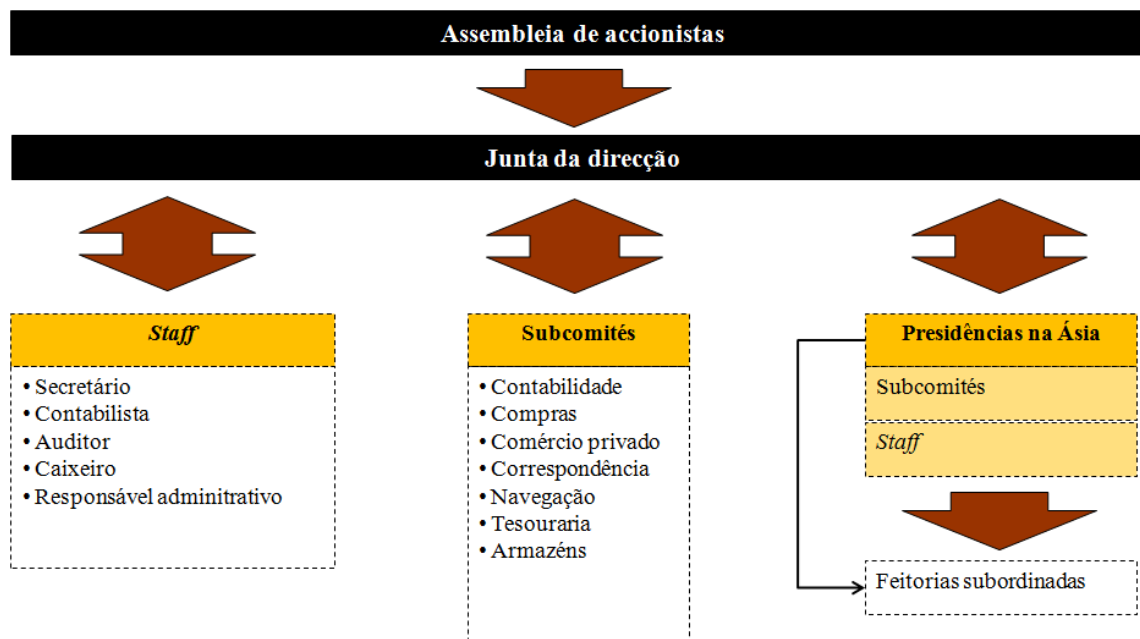 Assembleia de accionistas
Junta da direcção
Staff
• Secretário
• Contabilista
• Auditor
• Caixeiro
• Responsável adminitrativo
Subcomités
• Contabilidade
• Compras
• Comércio privado
• Correspondência
• Navegação
• Tesouraria
• Armazéns
Presidências na Ásia
Subcomités
Staff
Feitorias subordinadas